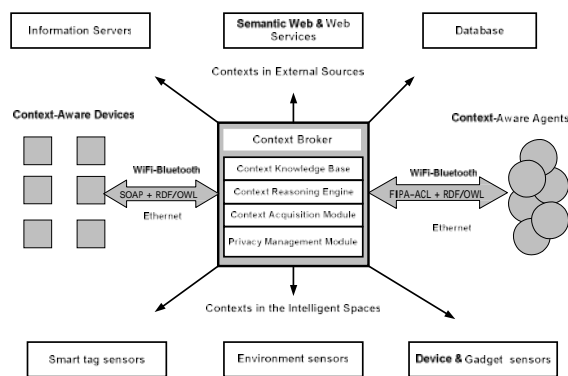 Information Servers
Semantic Web & Web
Services
Database
Contexts in External Sources
Context-Aware Devices
Context-Aware Agents
Context Broker
WiFi-Bluetooth
SOAP + RDF/OWL
Ethernet
Context Knowledge Base
Context Reasoning Engine
Context Acquisition Module
Privacy Management Module
WiFi-Bluetooth
FIPA-ACL + RDF/OWL
Ethernet
Contexts in the Intelligent Spaces
Smart tag sensors
Environment sensors
Device & Gadget sensors